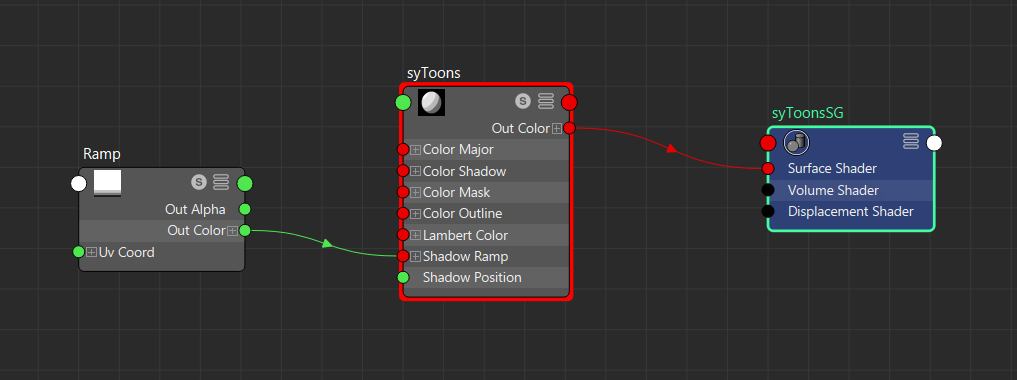 Ramp
S
Out Alpha
Out Color
Uv Coord
syToons
S
Out Color
Color Major
Color Shadow
Color Mask
Color Outline
Lambert Color
Shadow Ramp
Shadow Position
syToonsSG
Surface Shader
Volume Shader
Displacement Shader